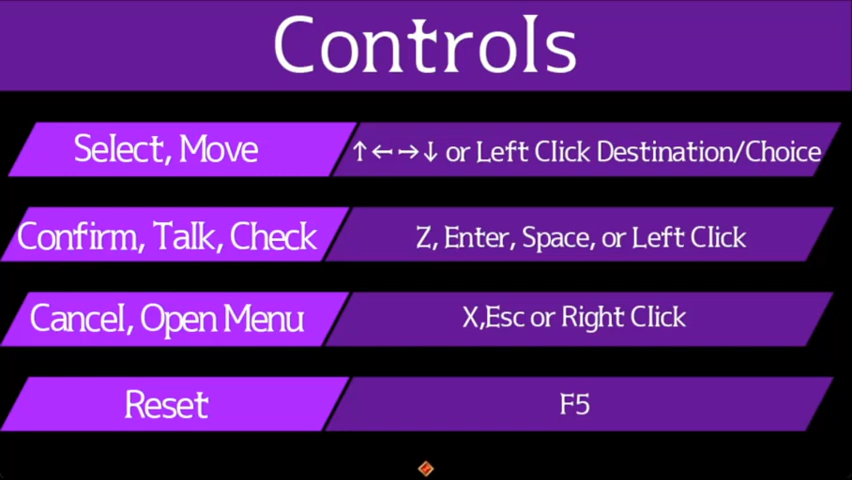 Controls
Select, Move
↑←→↓ or Left Click Destination/Choice
Confirm, Talk, Check
Z, Enter, Space, or Left Click
Cancel, Open Menu
X,Esc or Right Click
Reset
F5